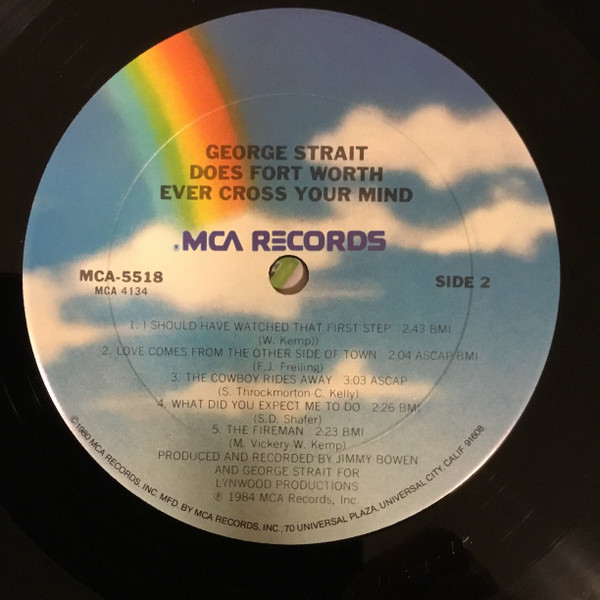 GEORGE STRAIT
DOES FORT WORTH
EVER CROSS YOUR MIND
®MCA RECORDS
MCA-5518
MCA 4134
SIDE 2
1. I SHOULD HAVE WATCHED THAT FIRST STEP 2:43 BMI
(W. Kemp))
2. LOVE COMES FROM THE OTHER SIDE OF TOWN 2:04 ASCAP/BMI
(F.J. Freiling)
3. THE COWBOY RIDES AWAY 3:03 ASCAP
(S. Throckmorton-C. Kelly)
4. WHAT DID YOU EXPECT ME TO DO 2:26 BMI
(S.D. Shafer)
5. THE FIREMAN 2:23 BMI
(M. Vickery-W. Kemp)
PRODUCED AND RECORDED BY JIMMY BOWEN
AND GEORGE STRAIT FOR
LYNWOOD PRODUCTIONS
℗ 1984 MCA Records, Inc.
©1980 MCA RECORDS, INC. MFD. BY MCA RECORDS, INC., 70 UNIVERSAL PLAZA, UNIVERSAL CITY, CALIF. 91608